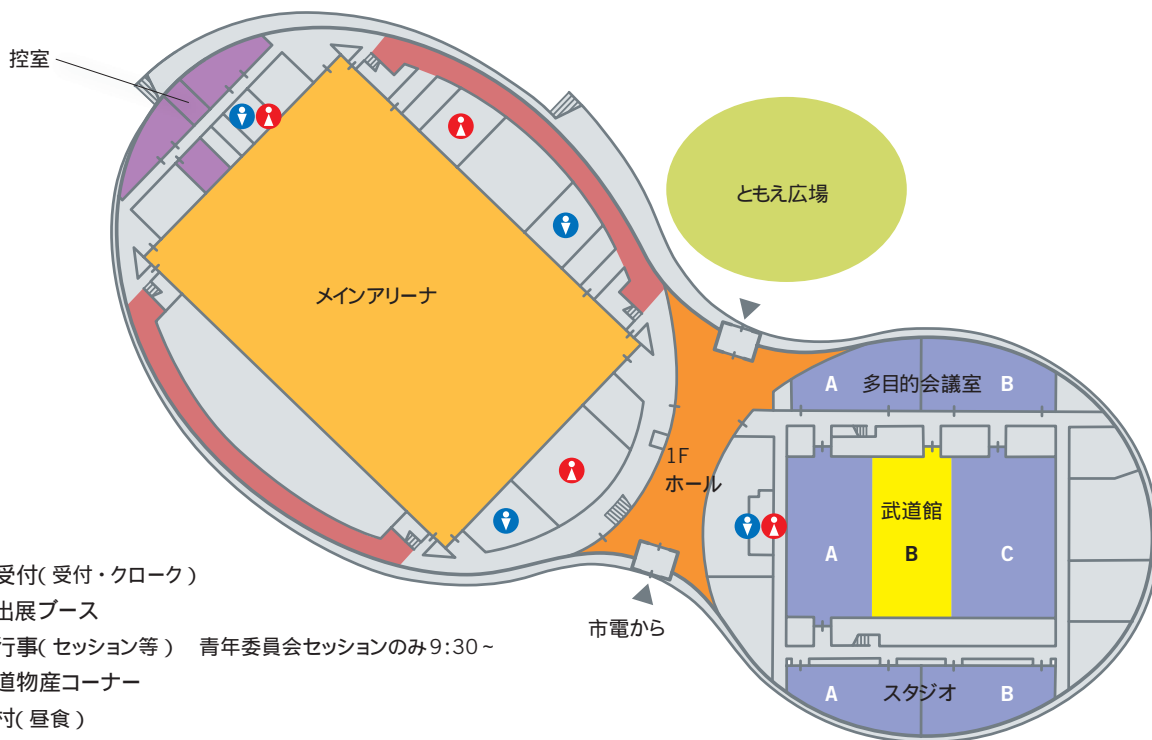 控室
ともえ広場
メインアリーナ
A 多目的会議室 B
1F
ホール
武道館
A B C
市電から
A スタジオ B
受付(受付・クローク)
出展ブース
行事(セッション等) 青年委員会セッションのみ9:30~
道物産コーナー
村(昼食)